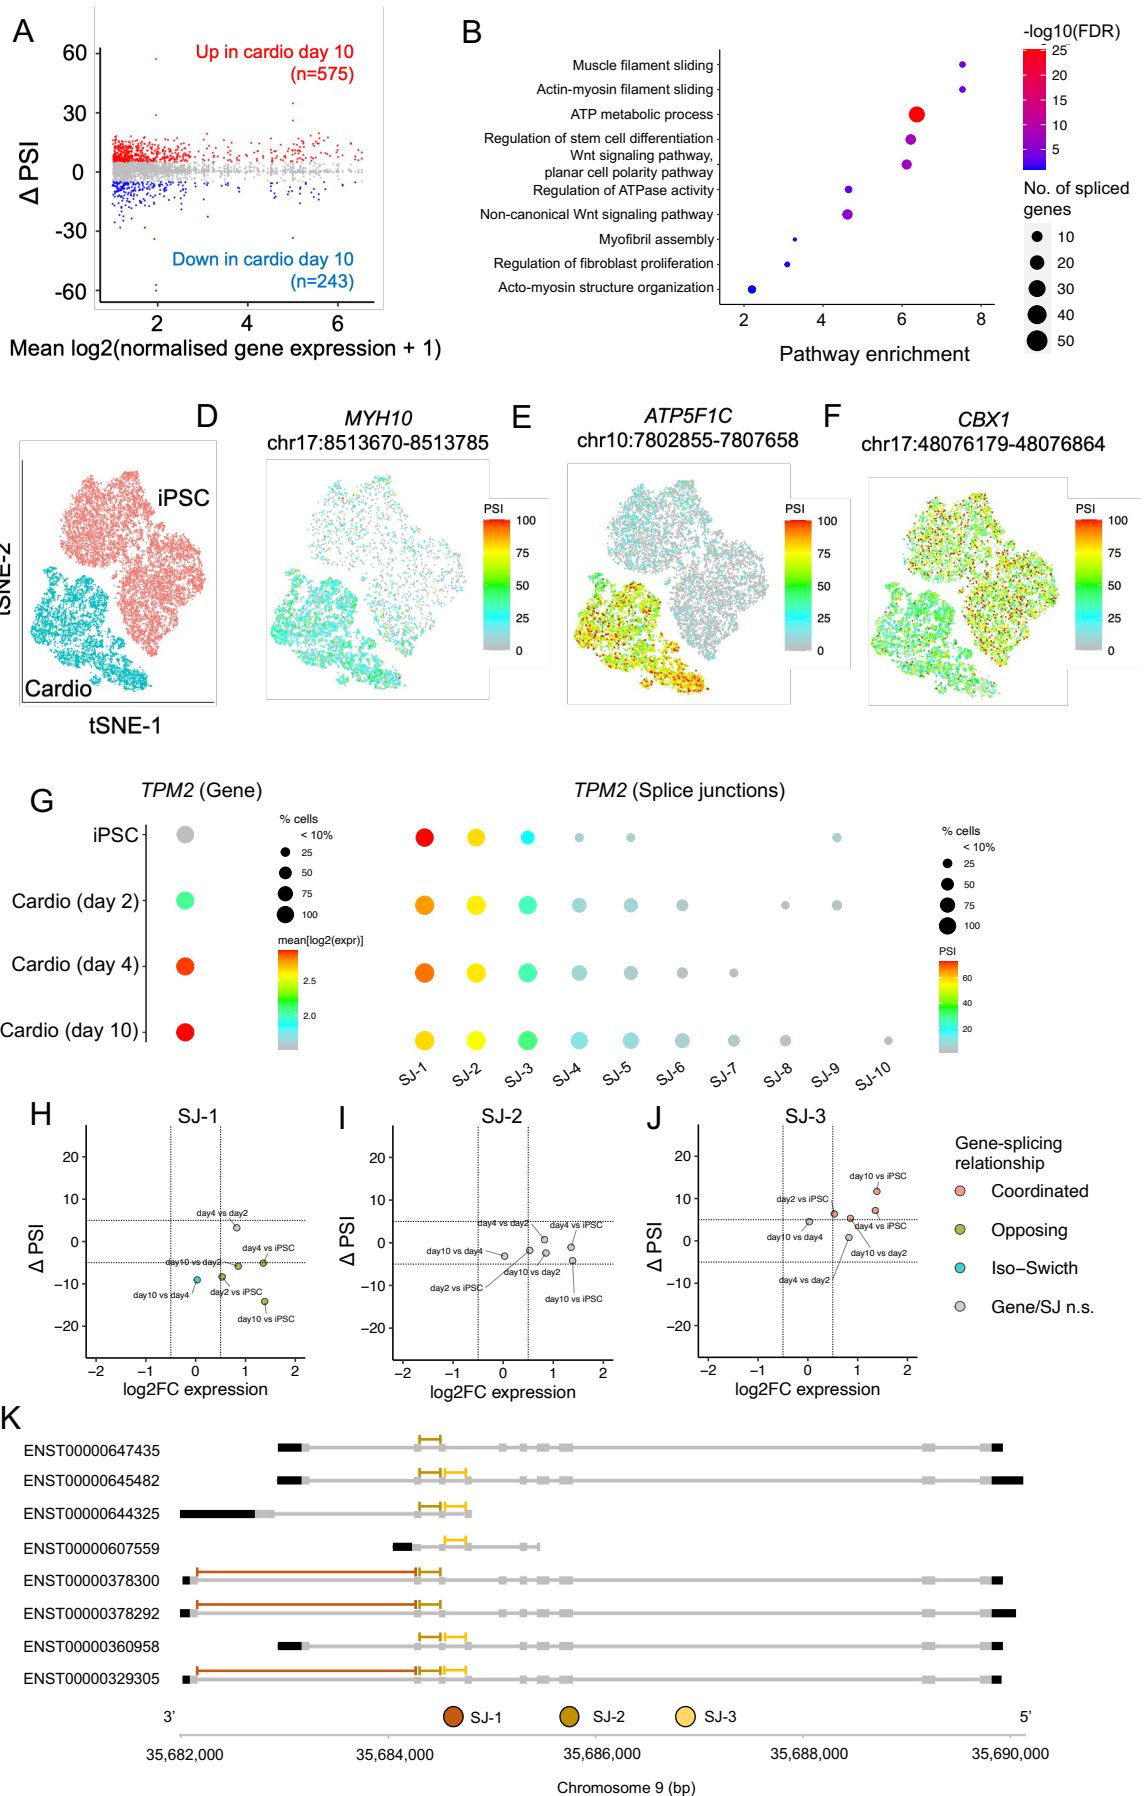 A
60
30
0
-30
-60
Δ PSI
Up in cardio day 10
(n=575)
Down in cardio day 10
(n=243)
2
4
6
Mean log2(normalised gene expression + 1)
B
Muscle filament sliding
Actin-myosin filament sliding
ATP metabolic process
Regulation of stem cell differentiation
Wnt signaling pathway,
planar cell polarity pathway
Regulation of ATPase activity
Non-canonical Wnt signaling pathway
Myofibril assembly
Regulation of fibroblast proliferation
Acto-myosin structure organization
2
4
6
8
Pathway enrichment
-log10(FDR)
25
20
15
10
5
No. of spliced
genes
10
20
30
40
50
tSNE-2
iPSC
Cardio
tSNE-1
D
MYH10
chr17:8513670-8513785
PSI
100
75
50
25
0
E
ATP5F1C
chr10:7802855-7807658
PSI
100
75
50
25
0
F
CBX1
chr17:48076179-48076864
PSI
100
75
50
25
0
G
TPM2 (Gene)
iPSC
Cardio (day 2)
Cardio (day 4)
Cardio (day 10)
% cells
< 10%
25
50
75
100
mean[log2(expr)]
2.5
2.0
TPM2 (Splice junctions)
SJ-1
SJ-2
SJ-3
SJ-4
SJ-5
SJ-6
SJ-7
SJ-8
SJ-9
SJ-10
% cells
< 10%
25
50
75
100
PSI
60
40
20
H
SJ-1
Δ PSI
20
10
0
−10
−20
day4 vs day2
day4 vs iPSC
day10 vs day2
day10 vs day4
day2 vs iPSC
day10 vs iPSC
−2
−1
0
1
2
log2FC expression
I
SJ-2
Δ PSI
20
10
0
−10
−20
day4 vs day2
day4 vs iPSC
day10 vs day4
day10 vs day2
day2 vs iPSC
day10 vs iPSC
−2
−1
0
1
2
log2FC expression
J
SJ-3
Δ PSI
20
10
0
−10
−20
day10 vs iPSC
day2 vs iPSC
day4 vs iPSC
day10 vs day4
day10 vs day2
day4 vs day2
−2
−1
0
1
2
log2FC expression
Gene-splicing
relationship
Coordinated
Opposing
Iso−Swicth
Gene/SJ n.s.
K
ENST00000647435
ENST00000645482
ENST00000644325
ENST00000607559
ENST00000378300
ENST00000378292
ENST00000360958
ENST00000329305
3'
SJ-1
SJ-2
SJ-3
5'
35,682,000
35,684,000
35,686,000
35,688,000
35,690,000
Chromosome 9 (bp)